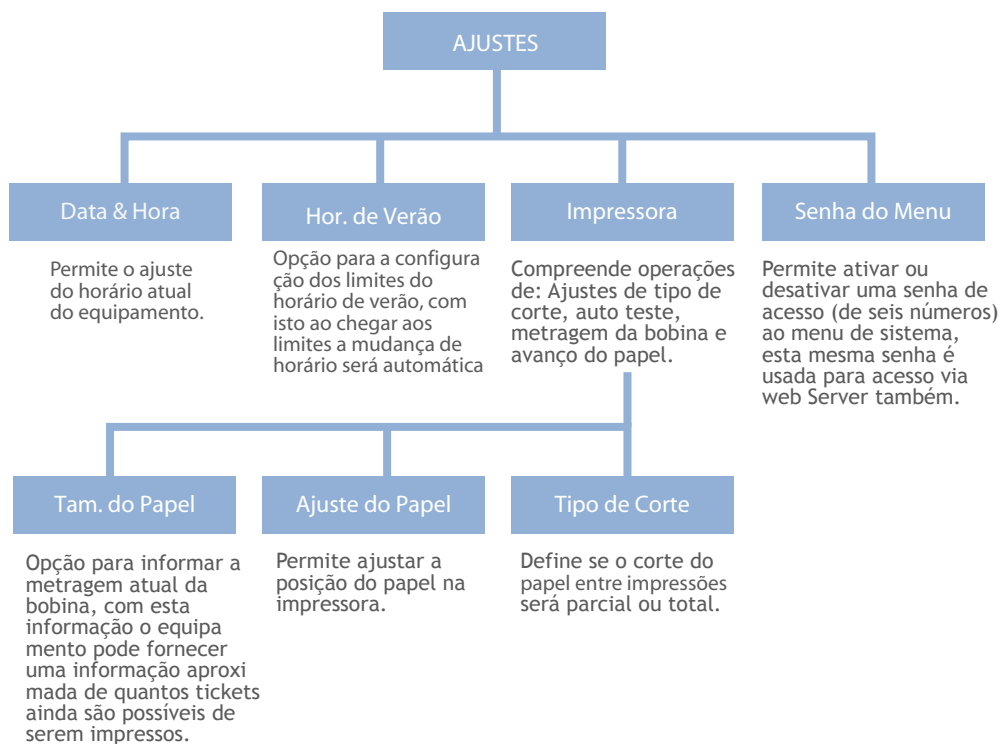 AJUSTES
Data & Hora
Permite o ajuste
do horário atual
do equipamento.
Hor. de Verão
Opção para a configura
ção dos limites do
horário de verão, com
isto ao chegar aos
limites a mudança de
horário será automática
Impressora
Compreende operações
de: Ajustes de tipo de
corte, auto teste,
metragem da bobina e
avanço do papel.
Senha do Menu
Permite ativar ou
desativar uma senha de
acesso (de seis números)
ao menu de sistema,
esta mesma senha é
usada para acesso via
web Server também.
Tam. do Papel
Opção para informar a
metragem atual da
bobina, com esta
informação o equipa
mento pode fornecer
uma informação aproxi
mada de quantos tickets
ainda são possíveis de
serem impressos.
Ajuste do Papel
Permite ajustar a
posição do papel na
impressora.
Tipo de Corte
Define se o corte do
papel entre impressões
será parcial ou total.